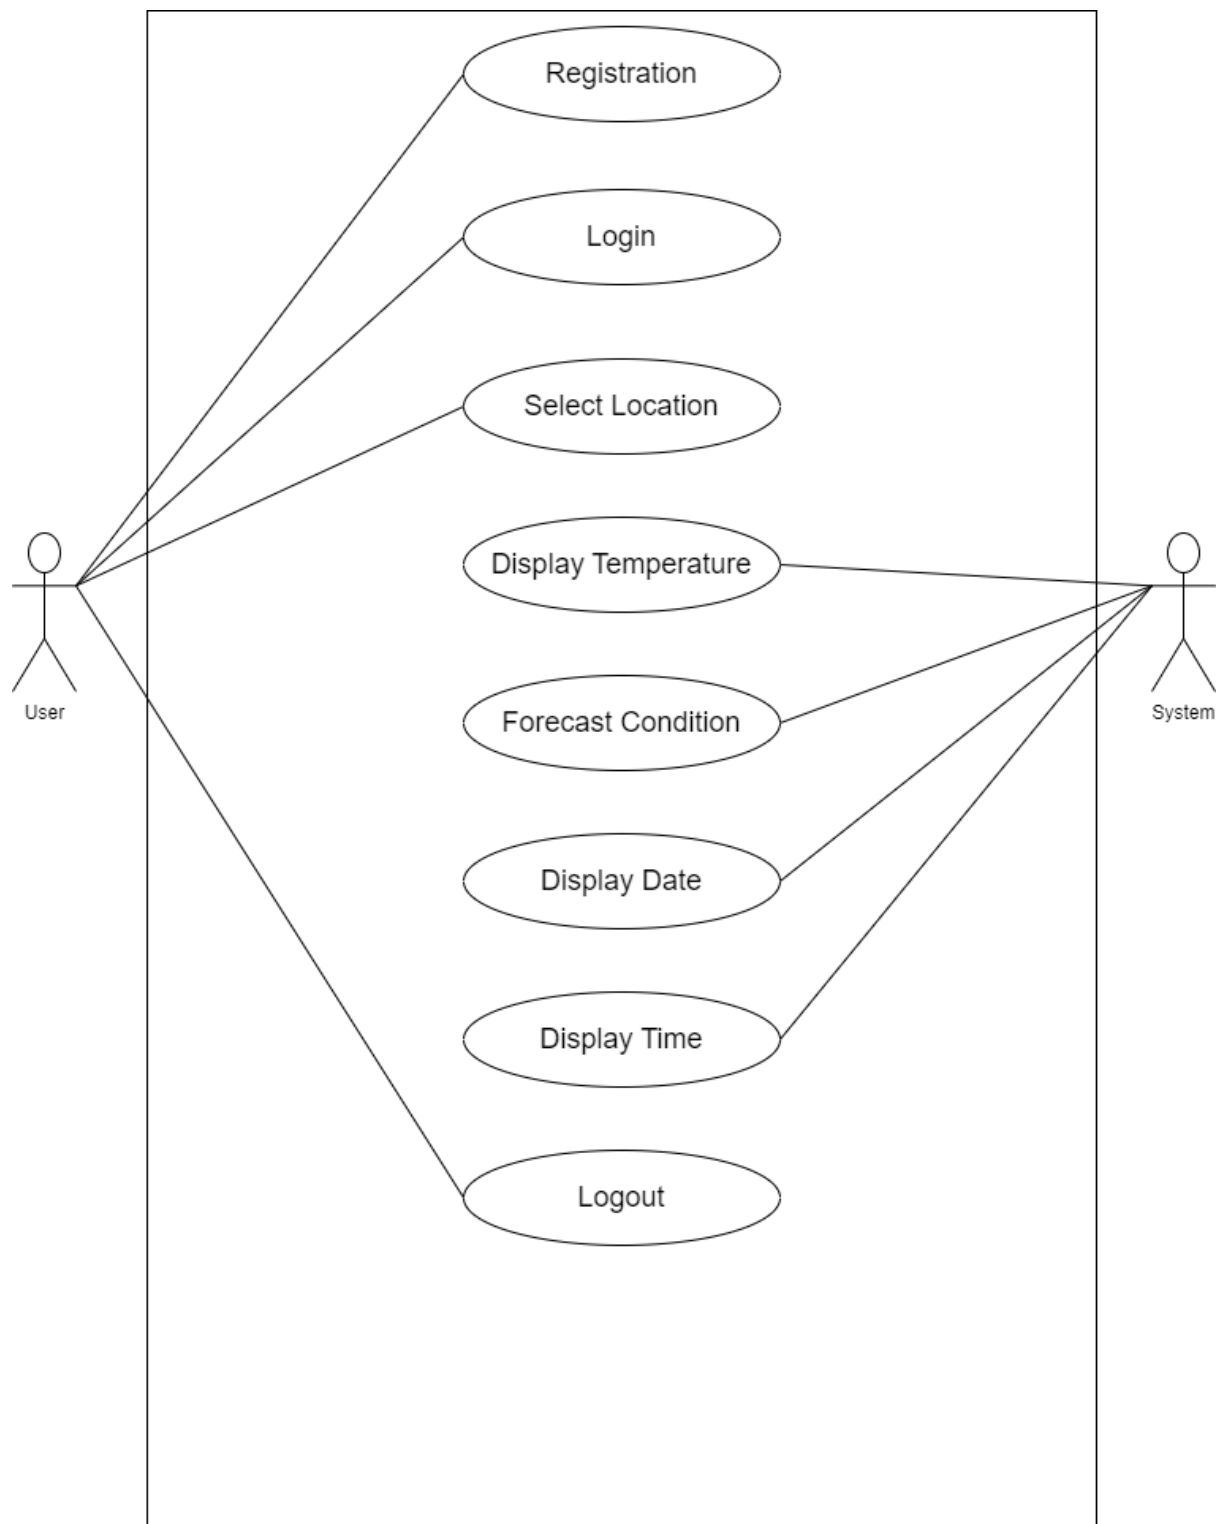 Registration
Login
Select Location
Display Temperature
Forecast Condition
Display Date
Display Time
Logout
User
System